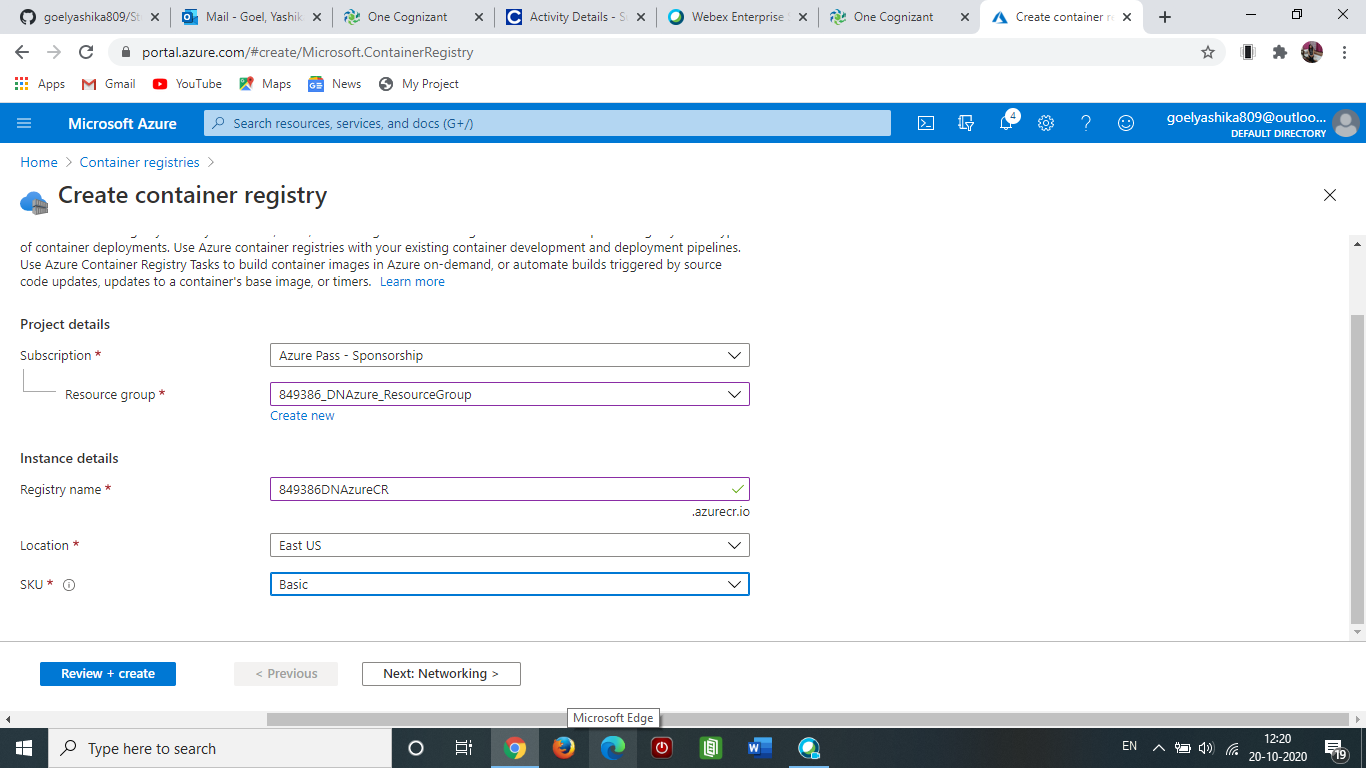 goelyashika809/St
Mail - Goel, Yashik
One Cognizant
Activity Details - S
Webex Enterprise S
One Cognizant
Create container re
portal.azure.com/#create/Microsoft.ContainerRegistry
Apps
Gmail
YouTube
Maps
News
My Project
Microsoft Azure
Search resources, services, and docs (G+/)
4
goelyashika809@outloo...
DEFAULT DIRECTORY
Home > Container registries >
Create container registry
of container deployments. Use Azure container registries with your existing container development and deployment pipelines.
Use Azure Container Registry Tasks to build container images in Azure on-demand, or automate builds triggered by source
code updates, updates to a container's base image, or timers. Learn more
Project details
Subscription *
Azure Pass - Sponsorship
Resource group *
849386_DNAzure_ResourceGroup
Create new
Instance details
Registry name *
849386DNAzureCR
.azurecr.io
Location *
East US
SKU *
Basic
Review + create
< Previous
Next: Networking >
Microsoft Edge
Type here to search
EN
12:20
20-10-2020
19